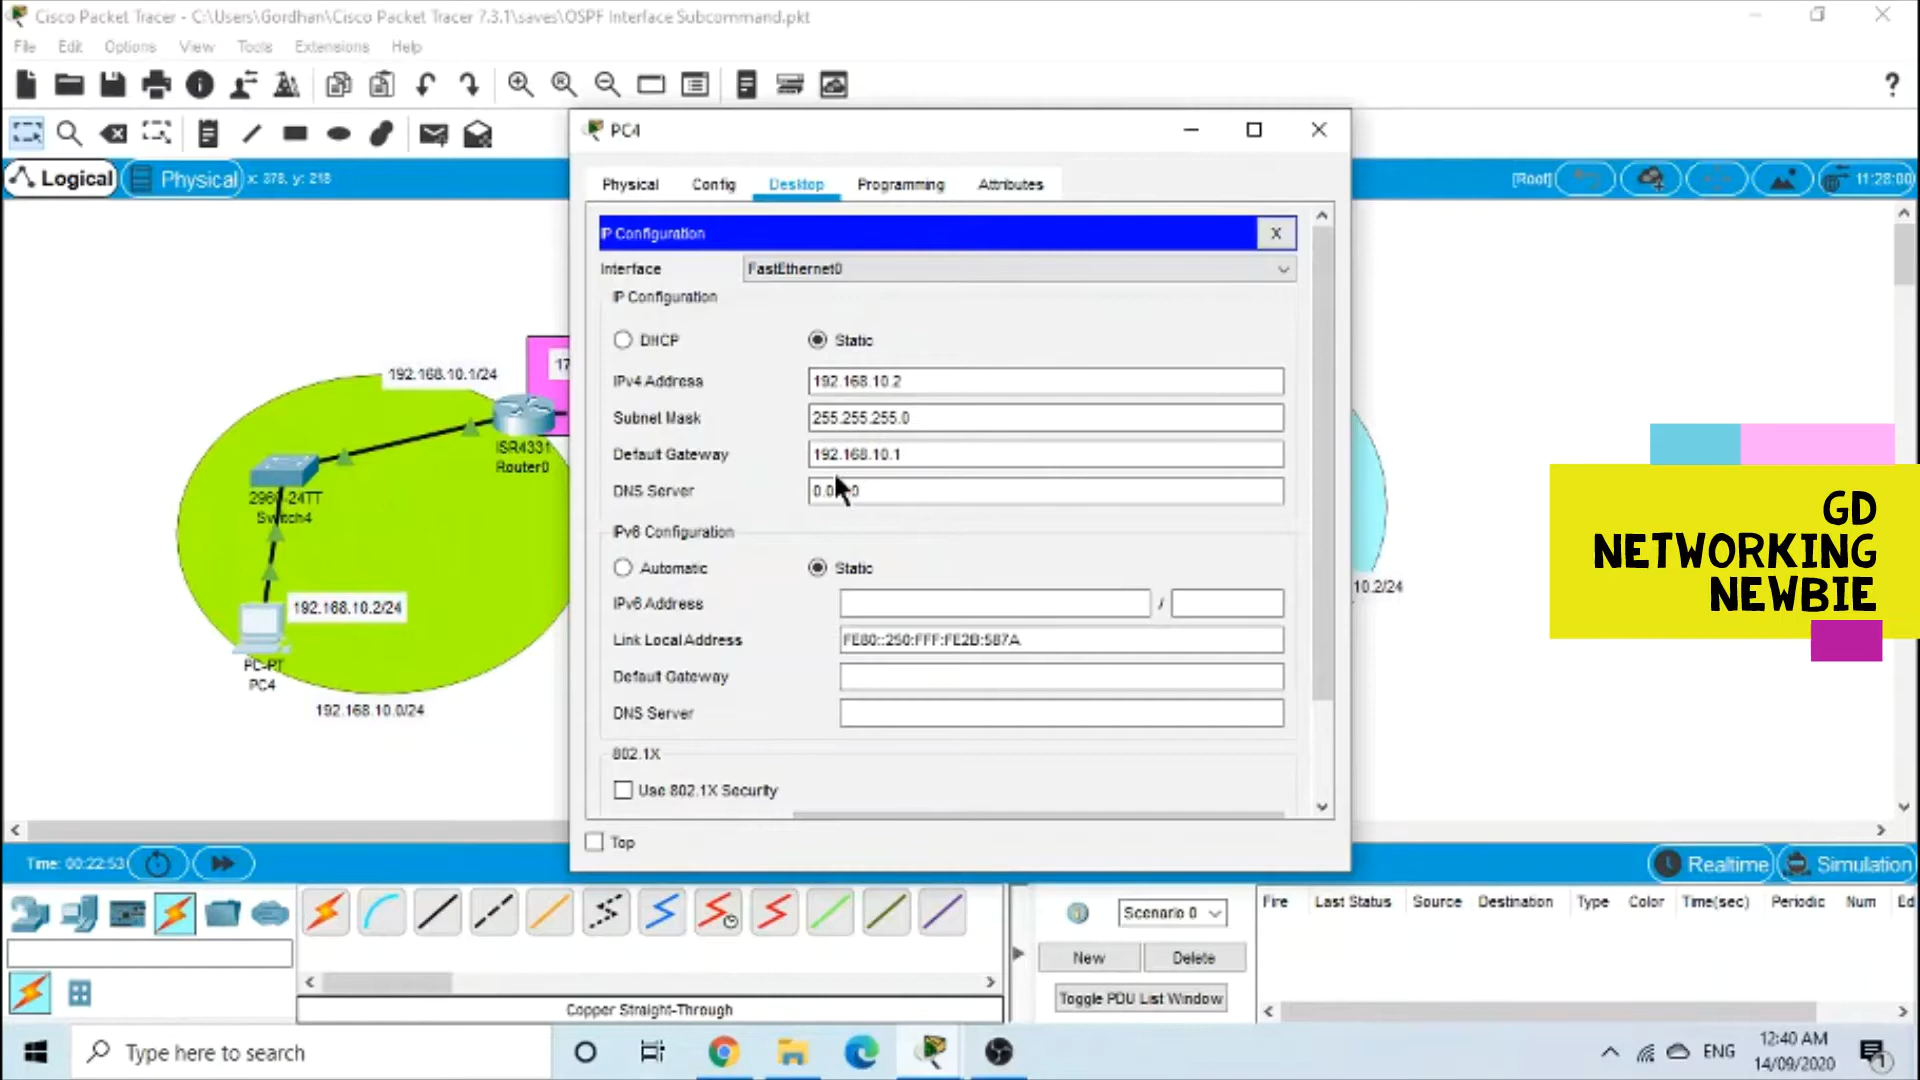 Cisco Packet Tracer - C:\Users\Gordhan\Cisco Packet Tracer 7.3.1\saves\OSPF Interface Subcommand.pkt
File Edit Options View Tools Extensions Help
?
PC4
Logical Physical x: 378, y: 218
[Root] 11:28:00
Physical Config Desktop Programming Attributes
IP Configuration
X
Interface FastEthernet0
IP Configuration
DHCP Static
IPv4 Address 192.168.10.2
Subnet Mask 255.255.255.0
Default Gateway 192.168.10.1
DNS Server
IPv6 Configuration
Automatic Static
IPv6 Address /
Link Local Address FE80::250:FFF:FE2B:587A
Default Gateway
DNS Server
802.1X
Use 802.1X Security
Top
192.168.10.1/24
17
ISR4331
Router0
2960-24TT
Switch4
192.168.10.2/24
PC-PT
PC4
192.168.10.0/24
10.2/24
GD
NETWORKING
NEWBIE
Time: 00:22:53
Realtime Simulation
Scenario 0
New Delete
Toggle PDU List Window
Fire Last Status Source Destination Type Color Time(sec) Periodic Num Ed
Copper Straight-Through
Type here to search
ENG
12:40 AM
14/09/2020
1